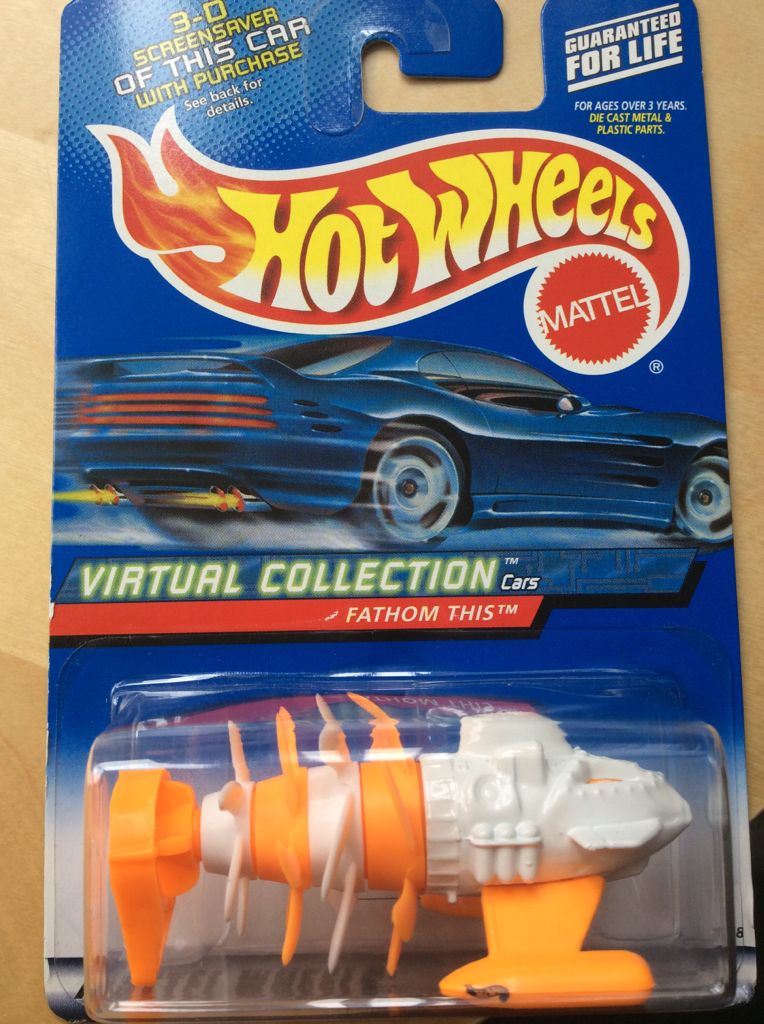 3-D
SCREENSAVER
OF THIS CAR
WITH PURCHASE
See back for
details.
GUARANTEED
FOR LIFE
FOR AGES OVER 3 YEARS.
DIE CAST METAL &
PLASTIC PARTS.
HOT WHEELS
MATTEL
®
VIRTUAL COLLECTION™
Cars
FATHOM THIS™